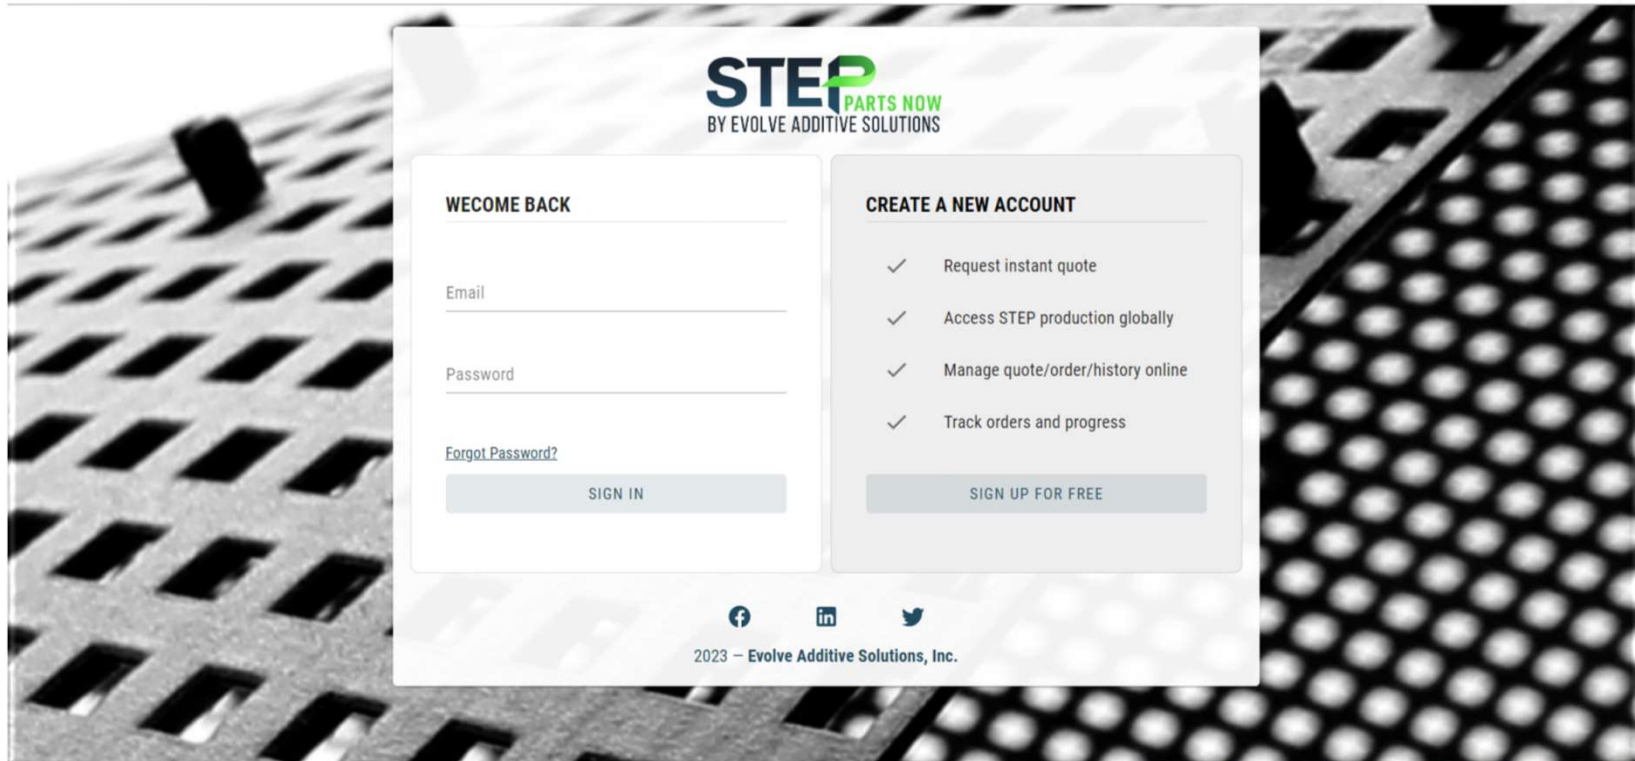 STEP
PARTS NOW
BY EVOLVE ADDITIVE SOLUTIONS
WECOME BACK
Email
Password
Forgot Password?
SIGN IN
CREATE A NEW ACCOUNT
Request instant quote
Access STEP production globally
Manage quote/order/history online
Track orders and progress
SIGN UP FOR FREE
2023 — Evolve Additive Solutions, Inc.